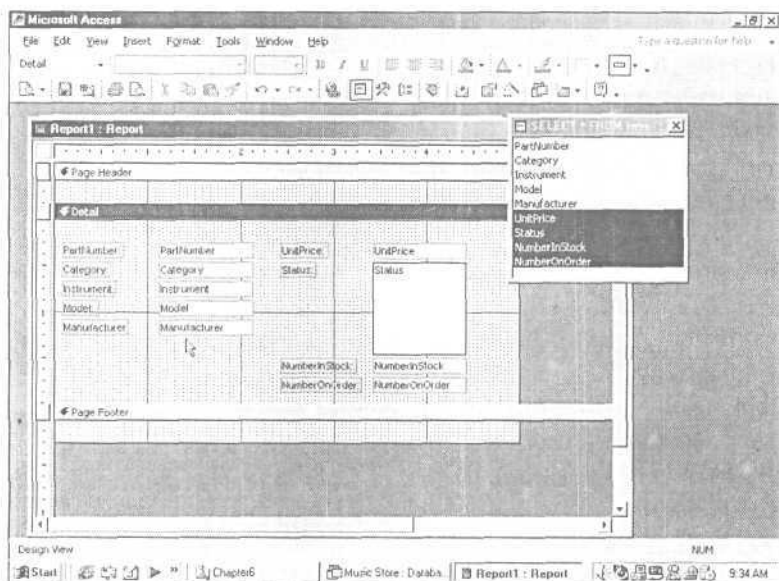 Microsoft Access
File Edit View Insert Format Tools Window Help
Type a question for help
Detail
Report1 : Report
SELECT * FROM
PartNumber
Category
Instrument
Model
Manufacturer
UnitPrice
Status
NumberInStock
NumberOnOrder
Page Header
Detail
PartNumber: PartNumber UnitPrice: UnitPrice
Category: Category Status: Status
Instrument: Instrument
Model: Model
Manufacturer: Manufacturer
NumberInStock: NumberInStock
NumberOnOrder: NumberOnOrder
Page Footer
Design View NUM
Start Chapter6 Music Store : Databa... Report1 : Report 9:34 AM